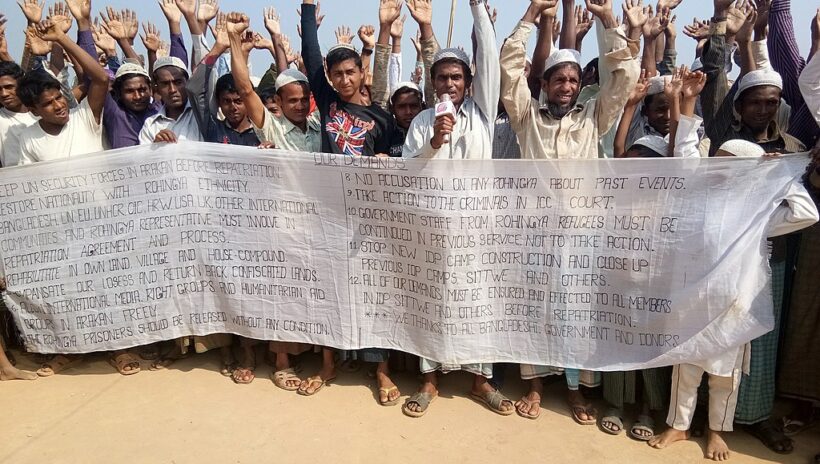 OUR DEMANDS
EEP UN SECURITY FORCES IN ARAKAN BEFORE REPATRIATION.
ESTORE NATIONALITY WITH ROHINGYA ETHNICITY.
BANGLADESH, UN, EU, UNHCR, OIC, HRW, USA, UK, OTHER INTERNATIONAL
COMMUNITIES AND ROHINGYA REPRESENTATIVE MUST INVOLVE IN
REPATRIATION AGREEMENT AND PROCESS.
REHABILITATE IN OWN LAND, VILLAGE AND HOUSE-COMPOUND.
PANSATE OUR LOSESS AND RETURN BACK CONFISCATED LANDS.
INTERNATIONAL MEDIA, RIGHT GROUPS AND HUMANITARIAN AID
GROUPS IN ARAKAN FREELY
ROHINGYA PRISONERS SHOULD BE RELEASED WITHOUT ANY CONDITION.
8 NO ACCUSATION ON ANY ROHINGYA ABOUT PAST EVENTS.
9. TAKE ACTION TO THE CRIMINALS IN ICC COURT.
10. GOVERNMENT STAFF FROM ROHINGYA REFUGEES MUST BE
CONTINUED IN PREVIOUS SERVICE NOT TO TAKE ACTION.
11. STOP NEW IDP CAMP CONSTRUCTION AND CLOSE UP
PREVIOUS IDP CAMPS, SITTWE AND OTHERS.
12. ALL OF OUR DEMANDS MUST BE ENSURED AND EFFECTED TO ALL MEMBERS
IN IDP SITTWE AND OTHERS BEFORE REPATRIATION.
*** WE THANKS TO ALL BANGLADESHI, GOVERNMENT AND DONORS